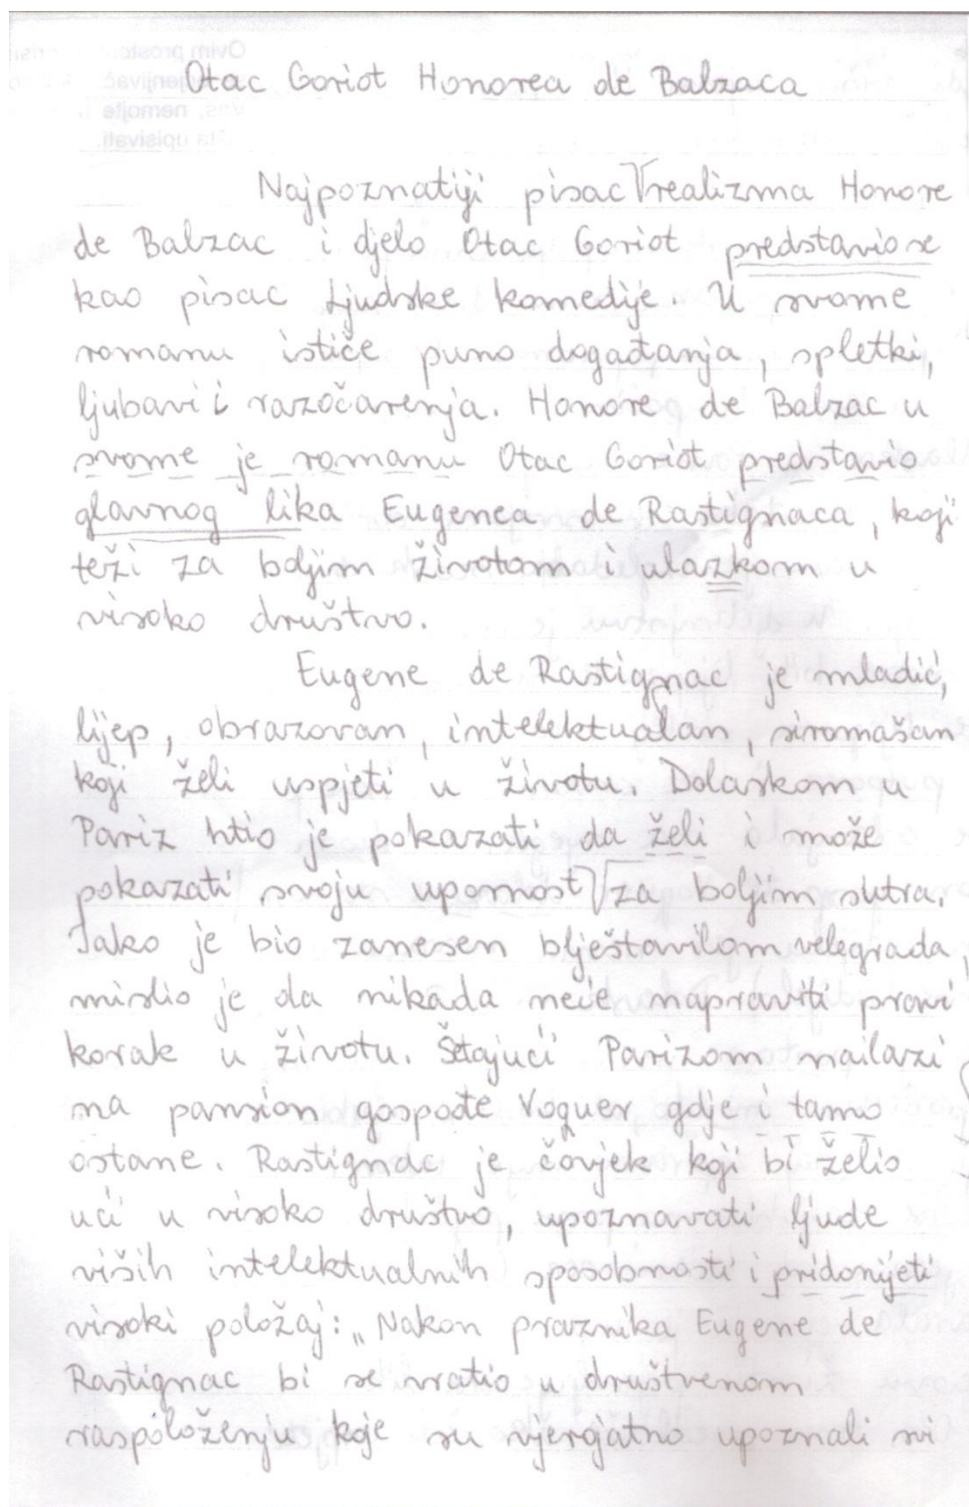 Otac Goriot Honorea de Balzaca
Najpoznatiji pisac realizma Honore
de Balzac i djelo Otac Goriot predstavio se
kao pisac Ljudske komedije. U svome
romanu ističe puno događanja, spletki,
ljubavi i razočarenja. Honore de Balzac u
svome je romanu Otac Goriot predstavio
glavnog lika Eugenea de Rastignaca, koji
teži za boljim životom i ulazkom u
visoko društvo.
Eugene de Rastignac je mladić,
lijep, obrazovan, intelektualan, siromašan
koji želi uspjeti u životu. Dolaskom u
Pariz htio je pokazati da želi i može
pokazati svoju upornost za boljim sutra.
Tako je bio zanesen blještavilom velegrada,
mislio je da nikada neće napraviti pravi
korak u životu. Šetajući Parizom nailazi
na pansion gospođe Voquer gdje i tamo
ostane. Rastignac je čovjek koji bi želio
ući u visoko društvo, upoznavati ljude
viših intelektualnih sposobnosti i pridonijeti
visoki položaj: „Nakon praznika Eugene de
Rastignac bi se vratio u društvenom
raspoloženju koje su vjerojatno upoznali svi